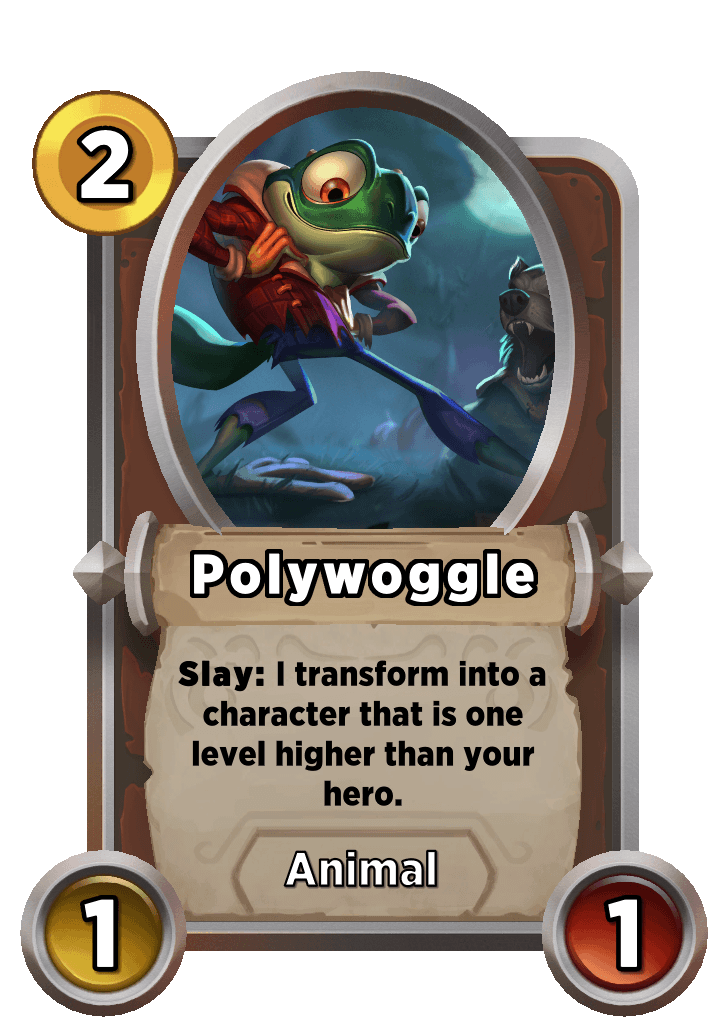 2
Polywoggle
Slay: I transform into a
character that is one
level higher than your
hero.
Animal
1
1